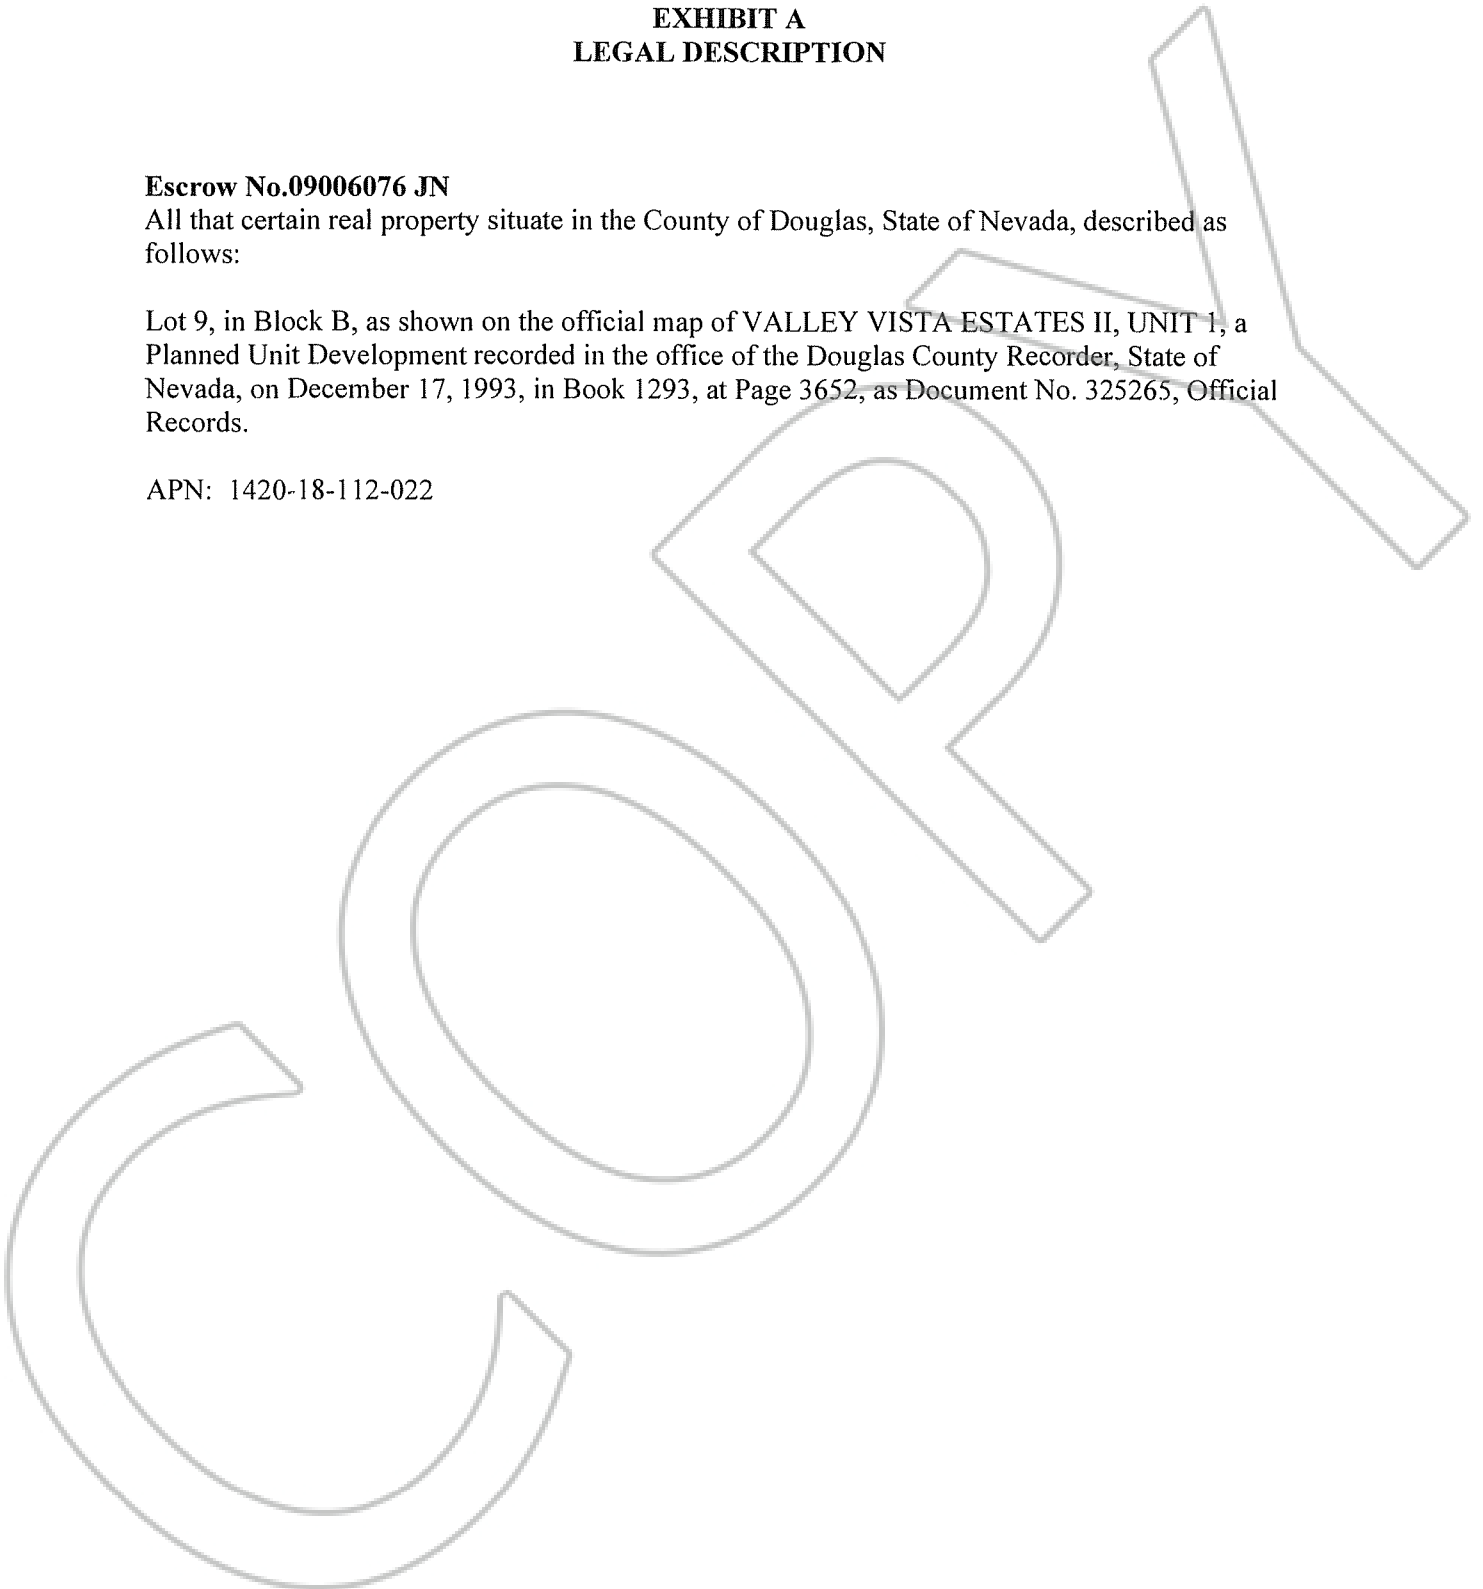 EXHIBIT A
LEGAL DESCRIPTION
Escrow No.09006076 JN
All that certain real property situate in the County of Douglas, State of Nevada, described as
follows:
Lot 9, in Block B, as shown on the official map of VALLEY VISTA ESTATES II, UNIT 1, a
Planned Unit Development recorded in the office of the Douglas County Recorder, State of
Nevada, on December 17, 1993, in Book 1293, at Page 3652, as Document No. 325265, Official
Records.
APN: 1420-18-112-022
COPY